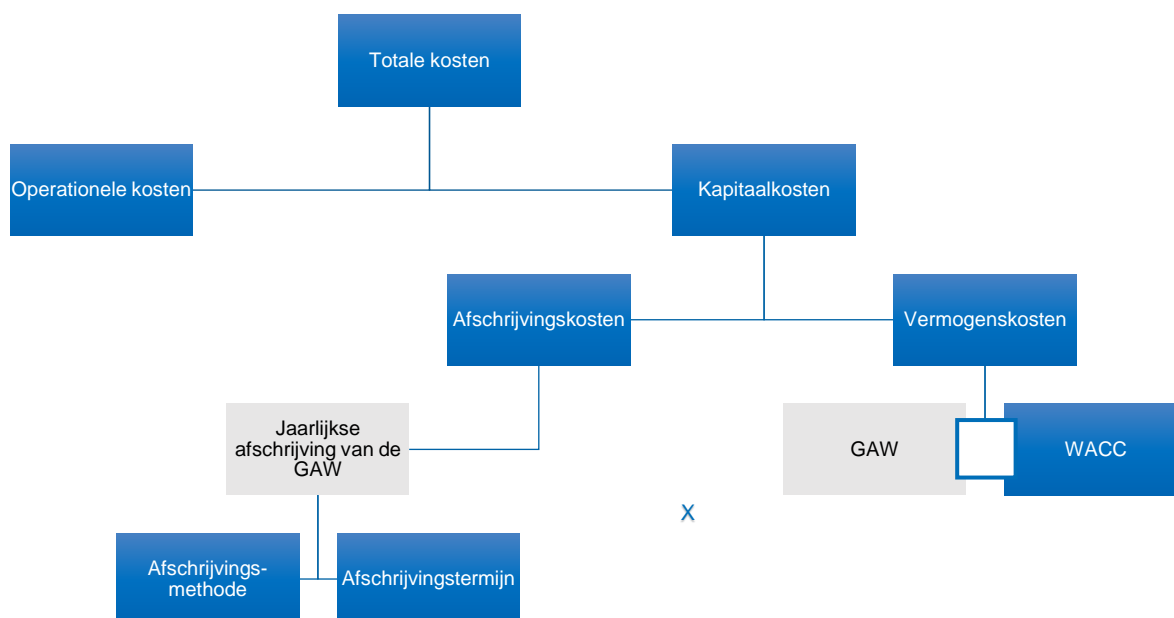 Totale kosten
Operationele kosten
Kapitaalkosten
Afschrijvingskosten
Vermogenskosten
Jaarlijkse
afschrijving van de
GAW
GAW
WACC
X
Afschrijvings-
methode
Afschrijvingstermijn